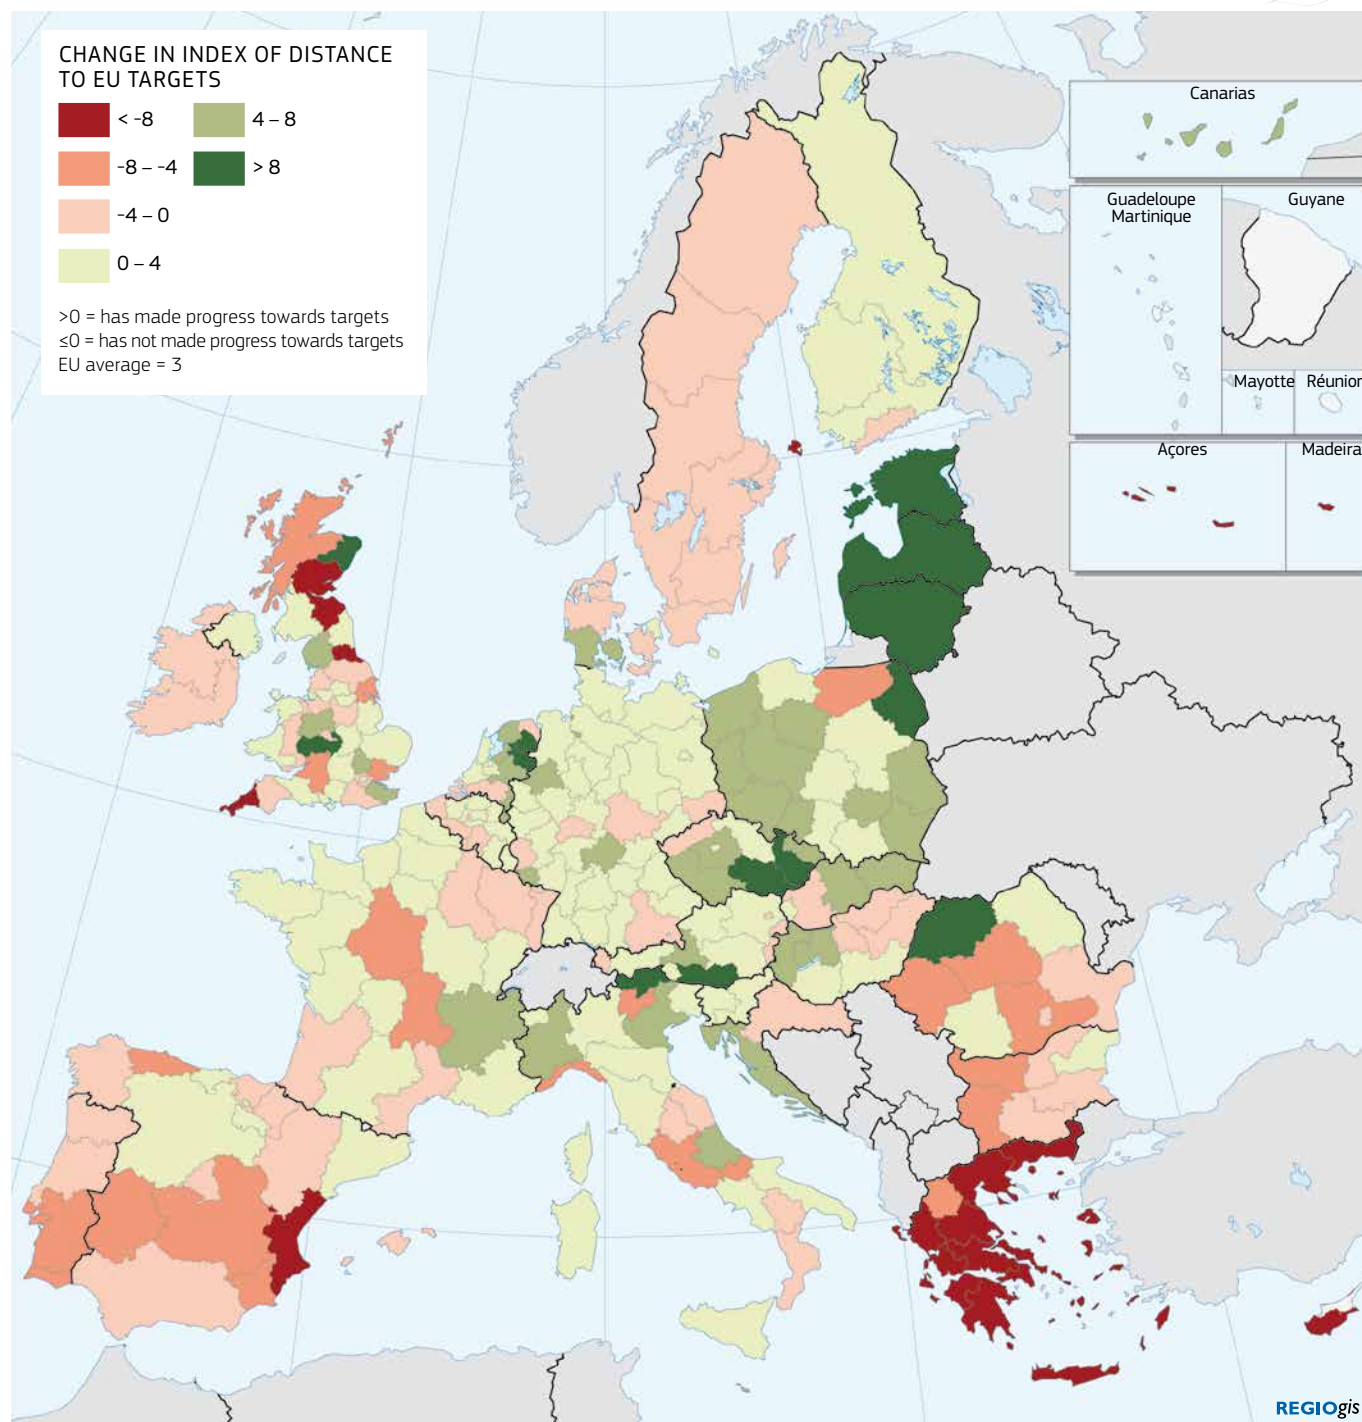 CHANGE IN INDEX OF DISTANCE
TO EU TARGETS
< -8
4 – 8
-8 – -4
> 8
-4 – 0
0 – 4
>0 = has made progress towards targets
≤0 = has not made progress towards targets
EU average = 3
Canarias
Guadeloupe
Martinique
Guyane
Mayotte
Réunion
Açores
Madeira
REGIOgis